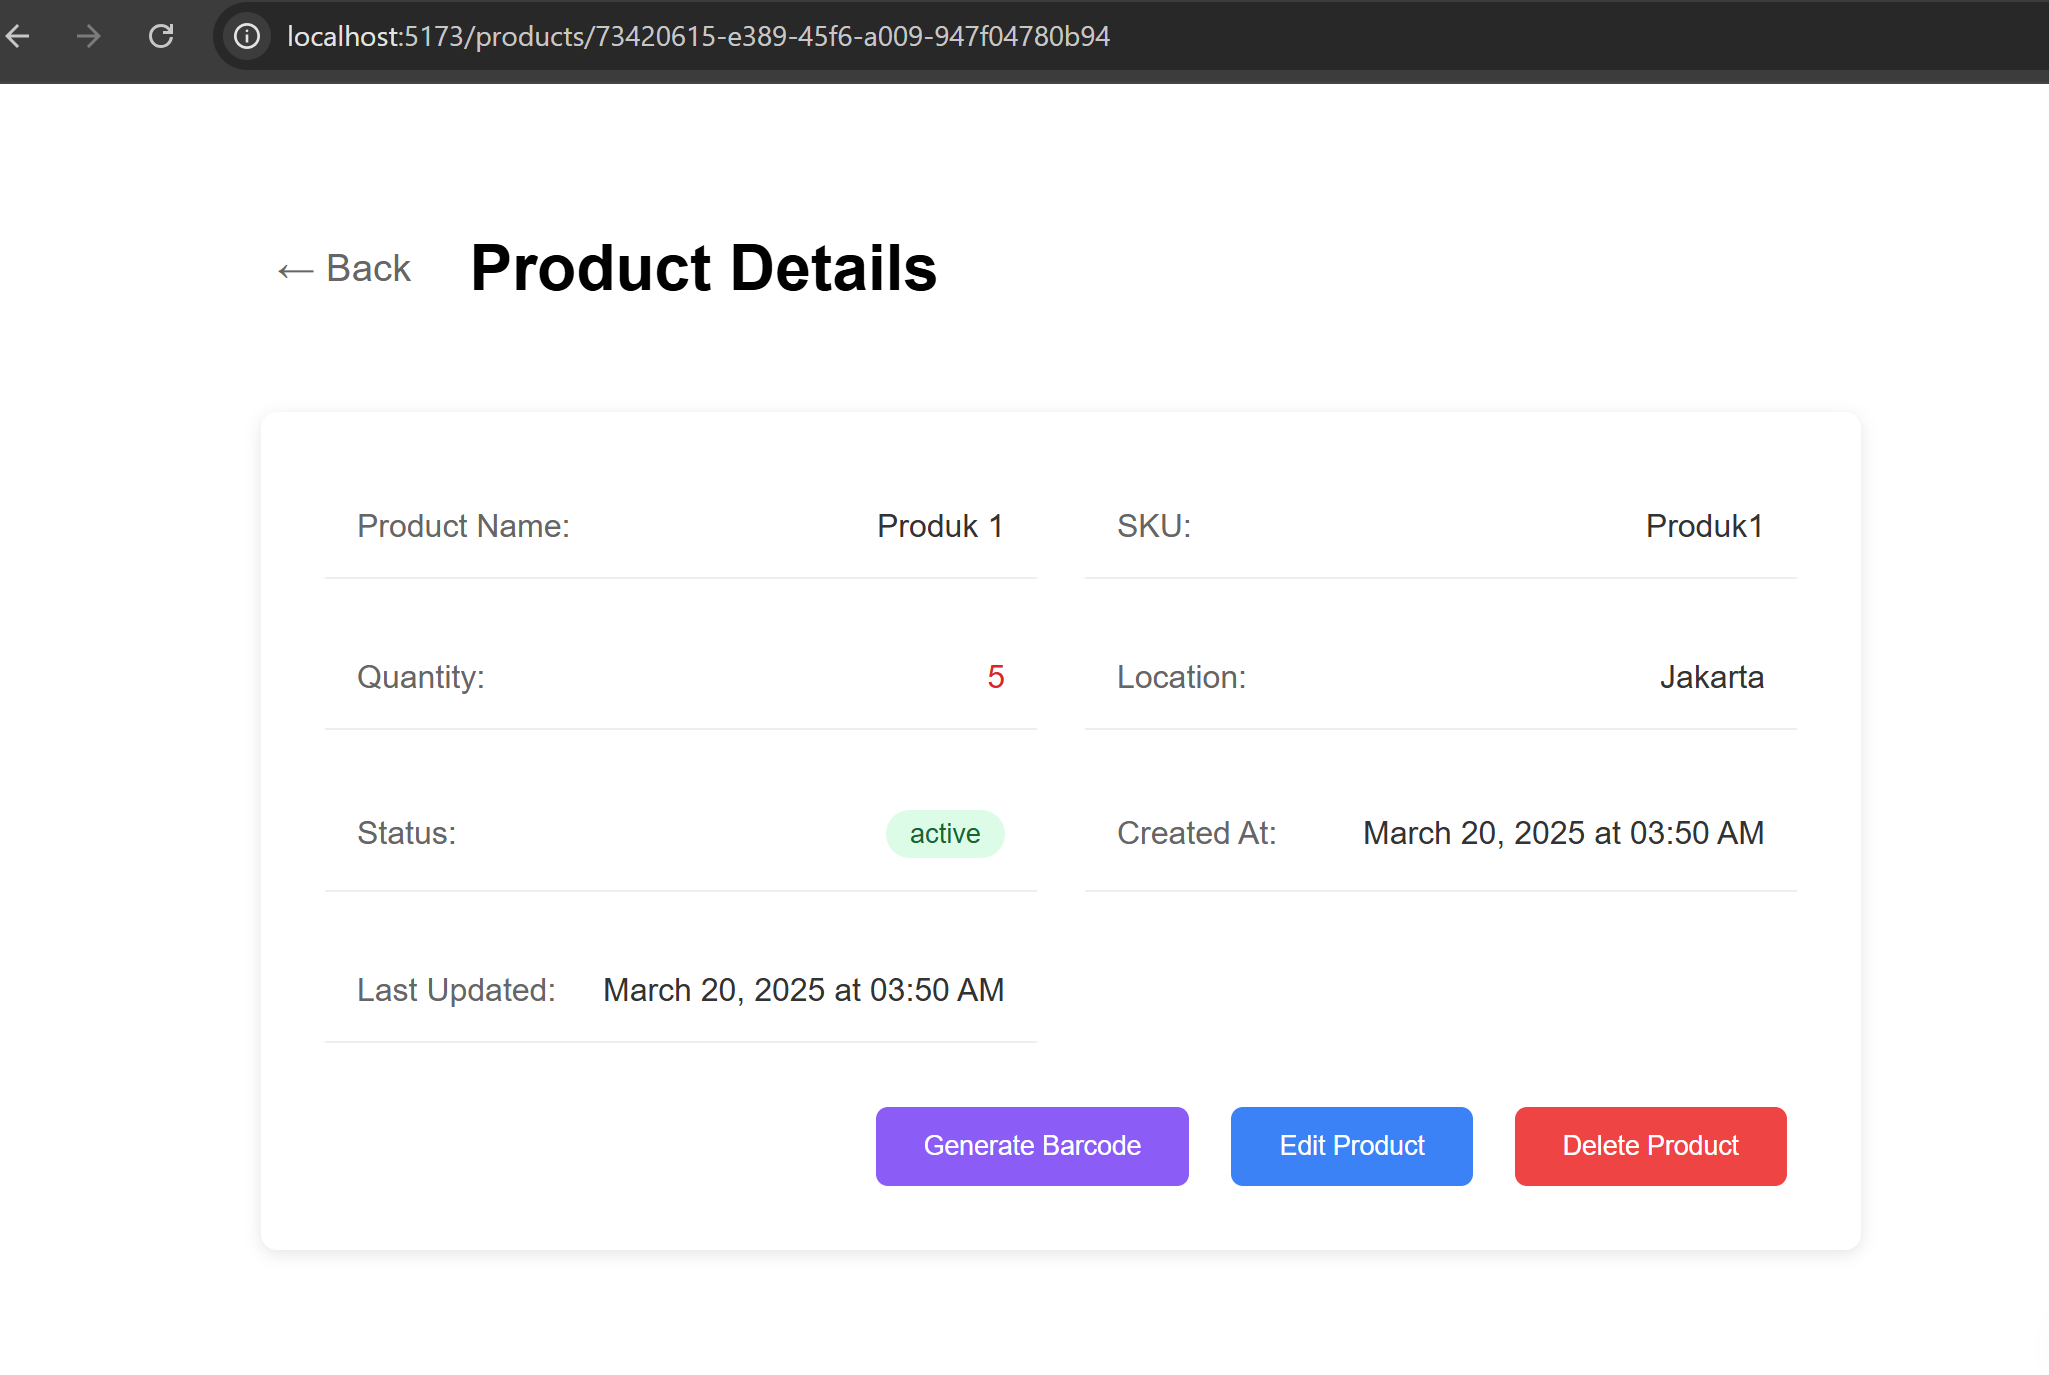 localhost:5173/products/73420615-e389-45f6-a009-947f04780b94
← Back Product Details
Product Name: Produk 1 SKU: Produk1
Quantity: 5 Location: Jakarta
Status: active Created At: March 20, 2025 at 03:50 AM
Last Updated: March 20, 2025 at 03:50 AM
Generate Barcode Edit Product Delete Product